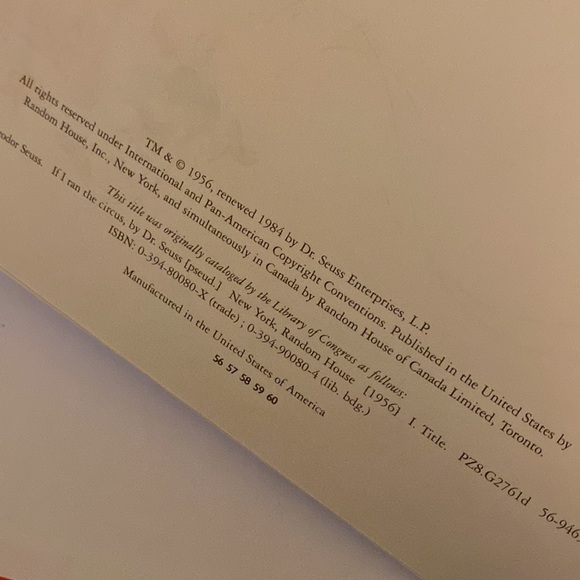 TM & © 1956, renewed 1984 by Dr. Seuss Enterprises, L.P.
All rights reserved under International and Pan-American Copyright Conventions. Published in the United States by
Random House, Inc., New York, and simultaneously in Canada by Random House of Canada Limited, Toronto.
This title was originally cataloged by the Library of Congress as follows:
Seuss. If I ran the circus, by Dr. Seuss [pseud.] New York, Random House [1956] I. Title. PZ8.G2761d
ISBN: 0-394-80080-X (trade) ; 0-394-90080-4 (lib. bdg.)
Manufactured in the United States of America
56 57 58 59 60